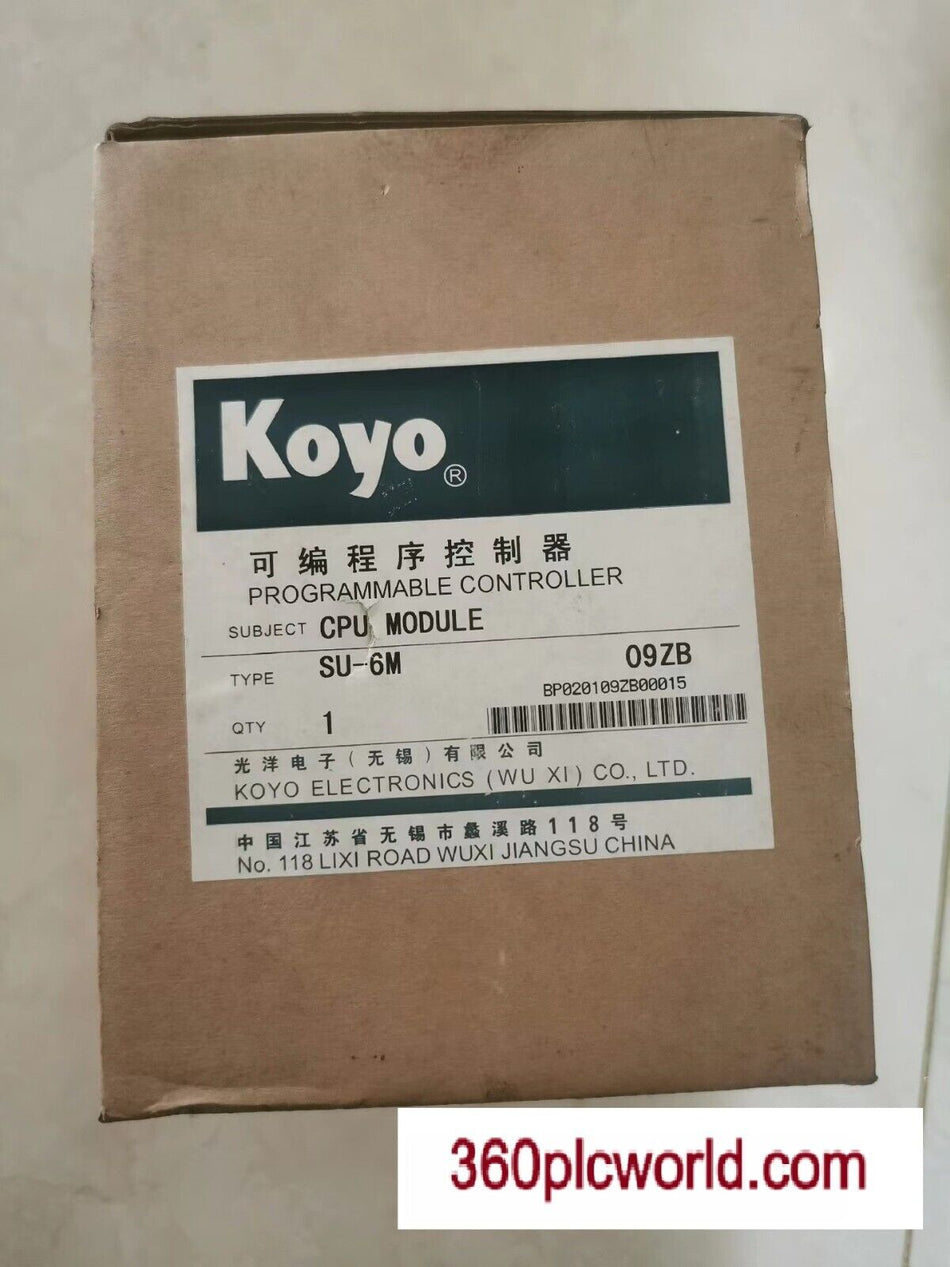 Koyo®
可编程序控制器
PROGRAMMABLE CONTROLLER
SUBJECT CPU MODULE
TYPE SU-6M 09ZB
BP020109ZB00015
QTY 1
光洋电子(无锡)有限公司
KOYO ELECTRONICS (WU XI) CO., LTD.
中国江苏省无锡市蠡溪路118号
No. 118 LIXI ROAD WUXI JIANGSU CHINA
360plcworld.com